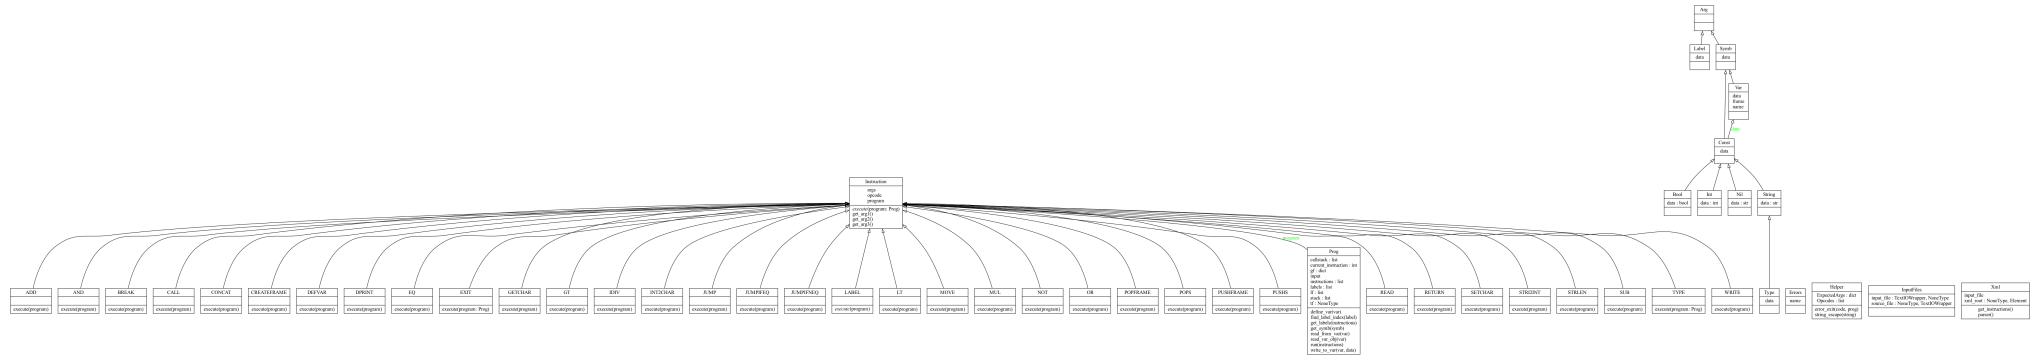 Arg
Label
data
Symb
data
Var
data
frame
name
data
Const
data
Instruction
args
opcode
program
execute(program: Prog)
get_arg1()
get_arg2()
get_arg3()
Bool
data : bool
Int
data : int
Nil
data : str
String
data : str
program
Prog
callstack : list
current_instruction : int
gf : dict
input
instructions : list
labels : list
lf : list
stack : list
tf : NoneType
define_var(var)
find_label_index(label)
get_labels(instructions)
get_symb(symb)
read_from_var(var)
read_var_obj(var)
run(instructions)
write_to_var(var, data)
ADD
execute(program)
AND
execute(program)
BREAK
execute(program)
CALL
execute(program)
CONCAT
execute(program)
CREATEFRAME
execute(program)
DEFVAR
execute(program)
DPRINT
execute(program)
EQ
execute(program)
EXIT
execute(program: Prog)
GETCHAR
execute(program)
GT
execute(program)
IDIV
execute(program)
INT2CHAR
execute(program)
JUMP
execute(program)
JUMPIFEQ
execute(program)
JUMPIFNEQ
execute(program)
LABEL
execute(program)
LT
execute(program)
MOVE
execute(program)
MUL
execute(program)
NOT
execute(program)
OR
execute(program)
POPFRAME
execute(program)
POPS
execute(program)
PUSHFRAME
execute(program)
PUSHS
execute(program)
READ
execute(program)
RETURN
execute(program)
SETCHAR
execute(program)
STRI2INT
execute(program)
STRLEN
execute(program)
SUB
execute(program)
TYPE
execute(program: Prog)
WRITE
execute(program)
Type
data
Errors
name
Helper
ExpectedArgs : dict
Opcodes : list
error_exit(code, prog)
string_escape(string)
InputFiles
input_file : TextIOWrapper, NoneType
source_file : NoneType, TextIOWrapper
Xml
input_file
xml_root : NoneType, Element
get_instructions()
parser()